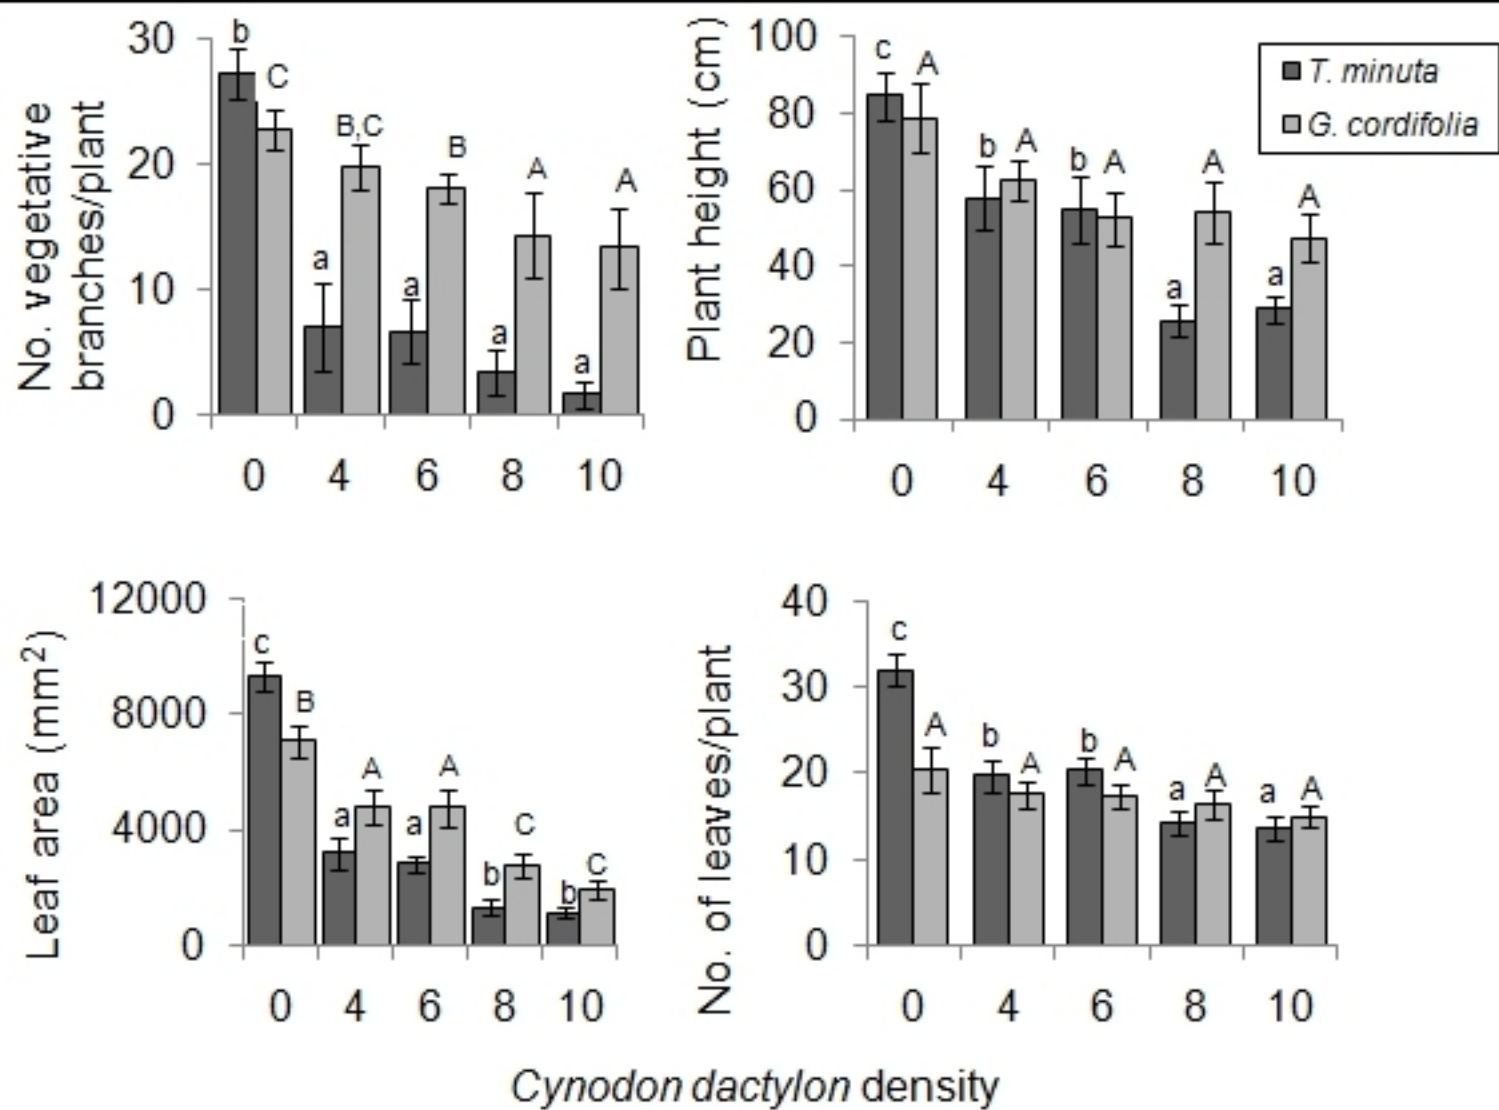 No. vegetative
branches/plant
30
20
10
0
b
C
a
B,C
a
B
a
A
a
A
0 4 6 8 10
Plant height (cm)
100
80
60
40
20
0
c
A
b
A
b
A
a
A
a
A
0 4 6 8 10
T. minuta
G. cordifolia
Leaf area (mm²)
12000
8000
4000
0
c
B
a
A
a
A
b
C
b
C
0 4 6 8 10
No. of leaves/plant
40
30
20
10
0
c
A
b
A
b
A
a
A
a
A
0 4 6 8 10
Cynodon dactylon density